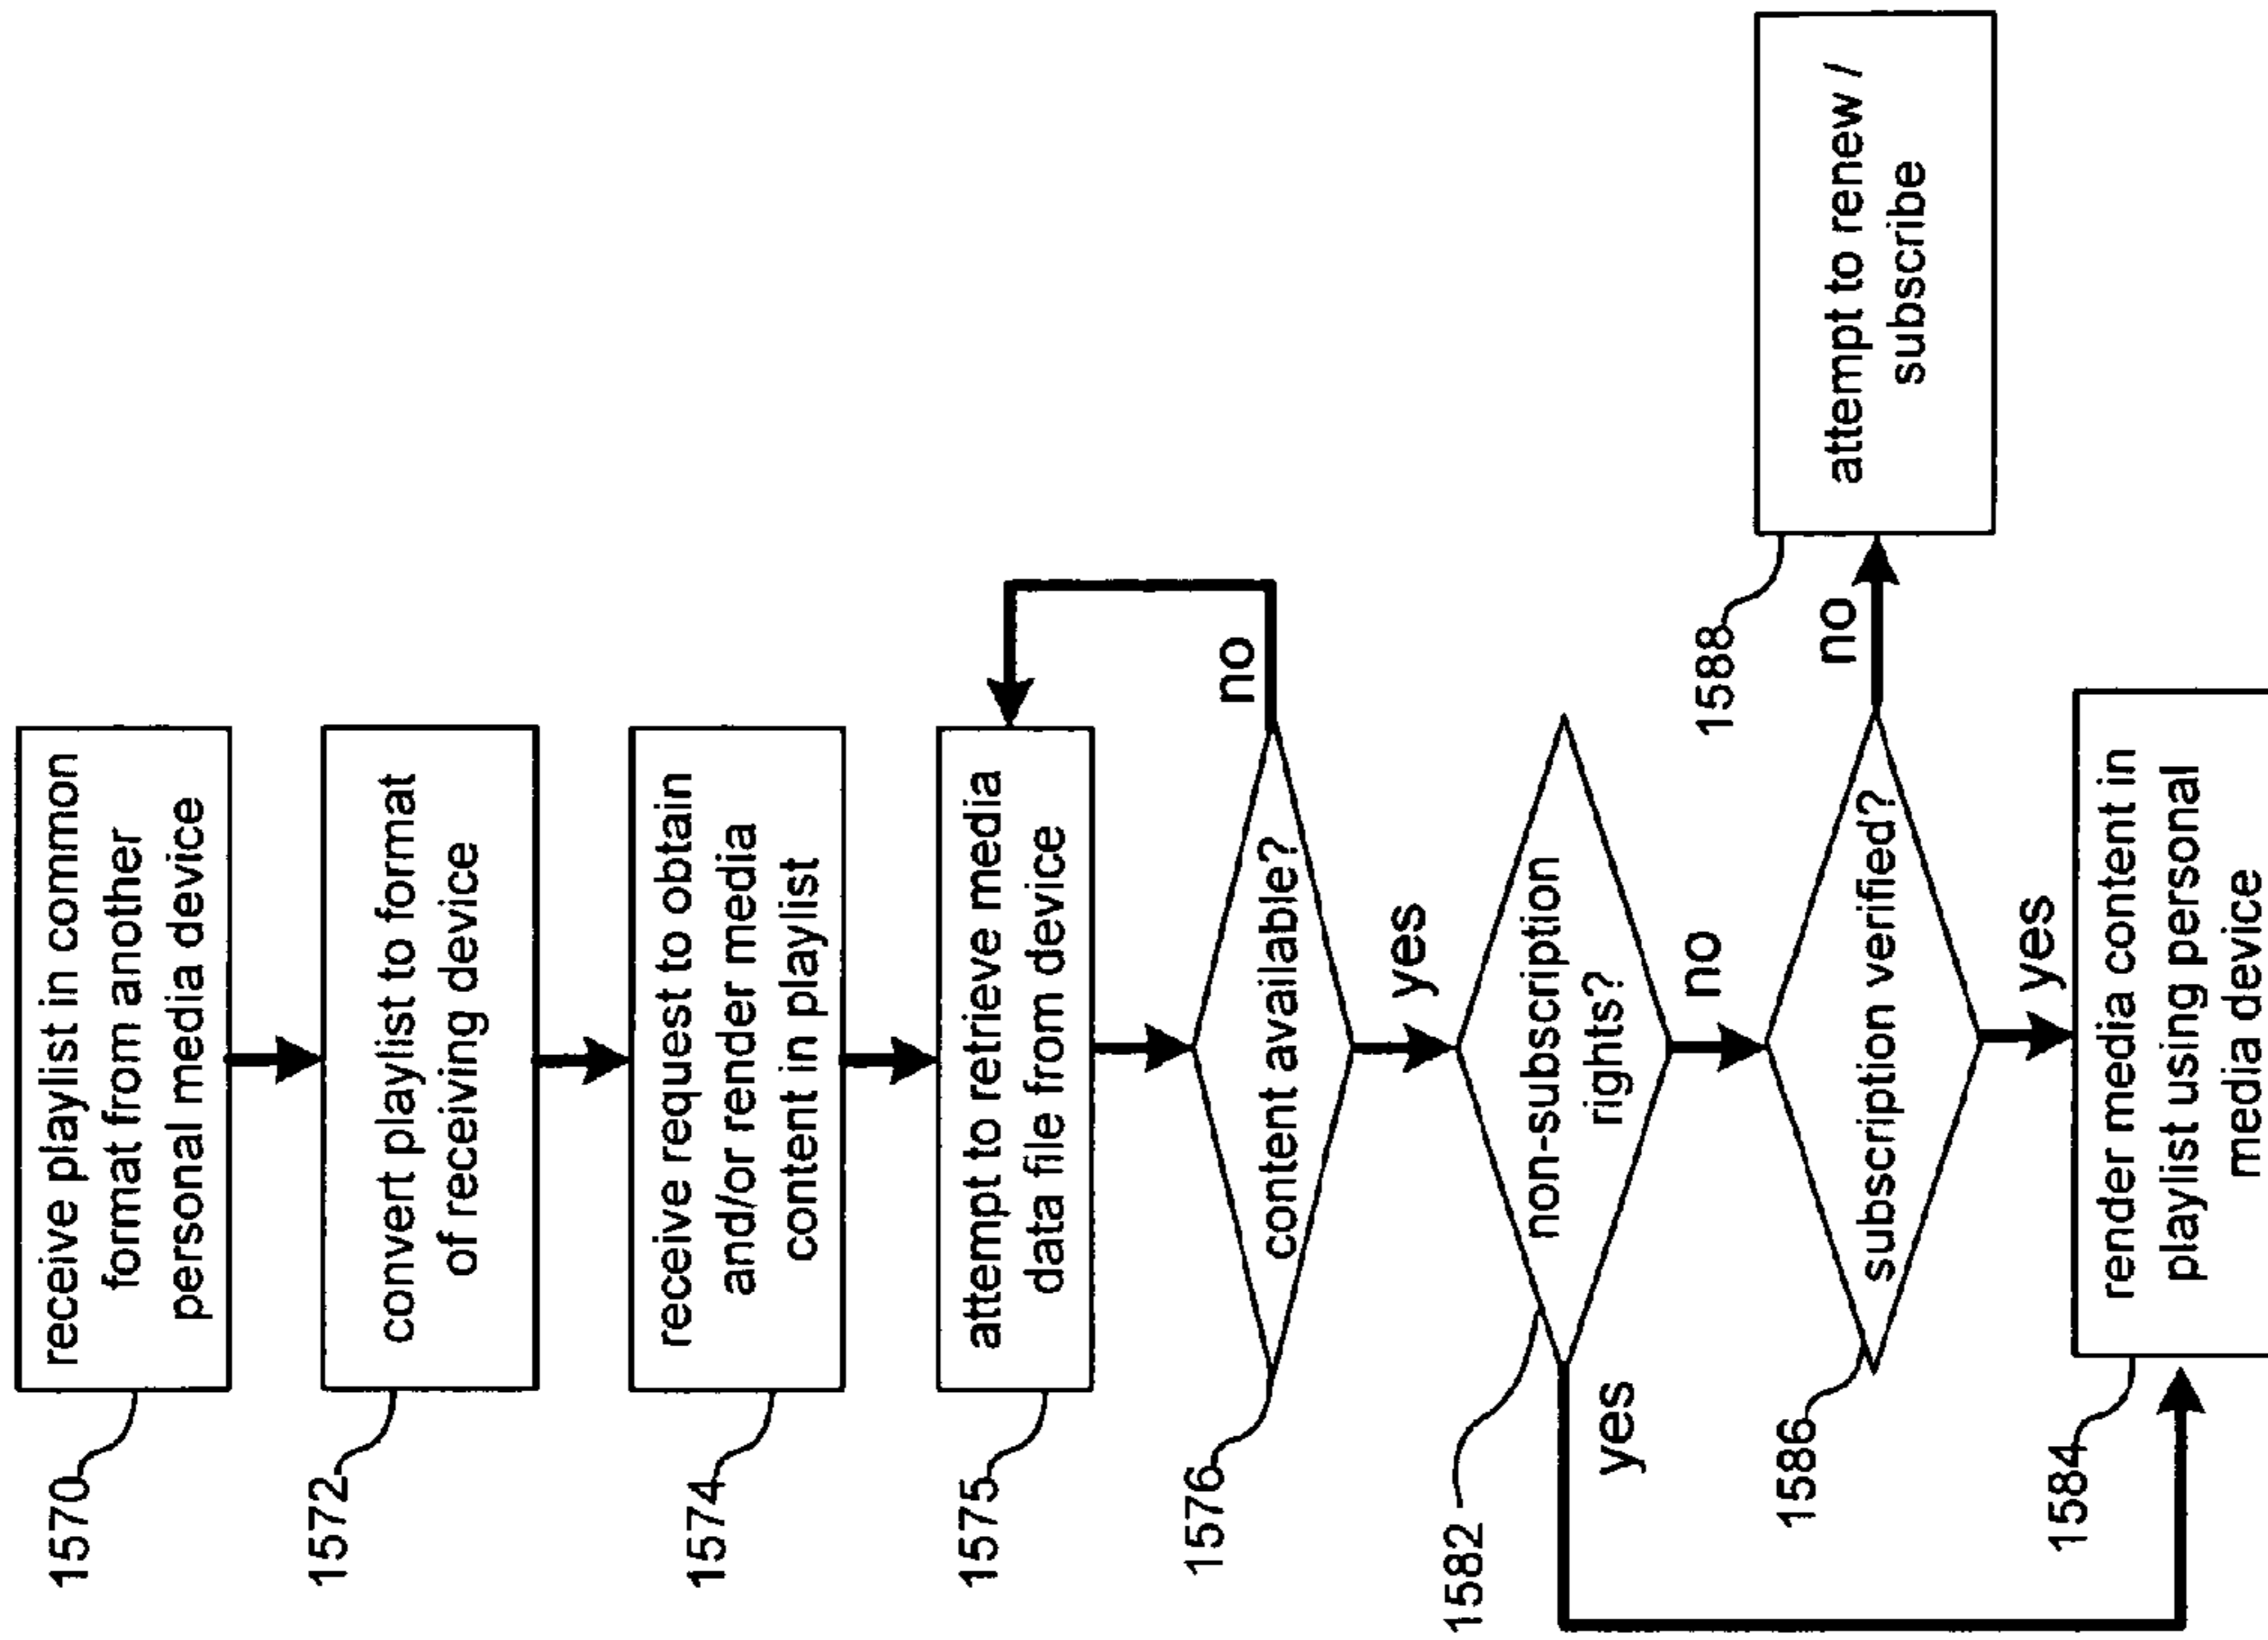 1570
receive playlist in common
format from another
personal media device
1572
convert playlist to format
of receiving device
1574
receive request to obtain
and/or render media
content in playlist
1575
attempt to retrieve media
data file from device
1576
content available?
no
yes
1582
non-subscription
rights?
yes
no
1586
subscription verified?
no
1588
attempt to renew /
subscribe
yes
1584
render media content in
playlist using personal
media device